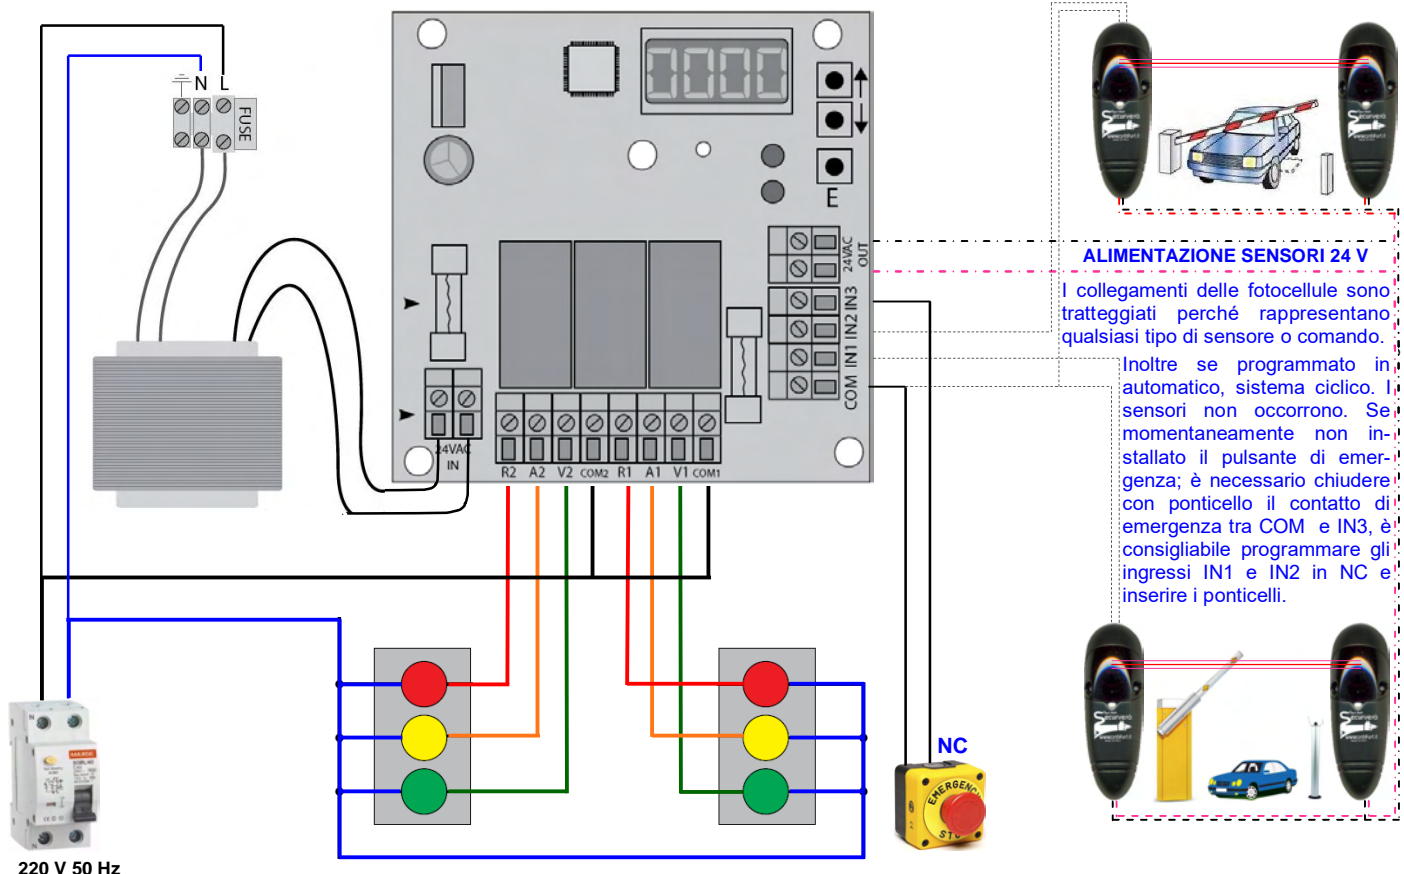 N L
FUSE
E
24VAC
OUT
COM IN1 IN2 IN3
24VAC
IN
R2 A2 V2 COM2 R1 A1 V1 COM1
Securvera
Securvera
ALIMENTAZIONE SENSORI 24 V
I collegamenti delle fotocellule sono
tratteggiati perché rappresentano
qualsiasi tipo di sensore o comando.
Inoltre se programmato in
automatico, sistema ciclico. I
sensori non occorrono. Se
momentaneamente non in-
stallato il pulsante di emer-
genza; è necessario chiudere
con ponticello il contatto di
emergenza tra COM e IN3, è
consigliabile programmare gli
ingressi IN1 e IN2 in NC e
inserire i ponticelli.
Securvera
Securvera
NC
EMERGENCY
STOP
N
N
220 V 50 Hz